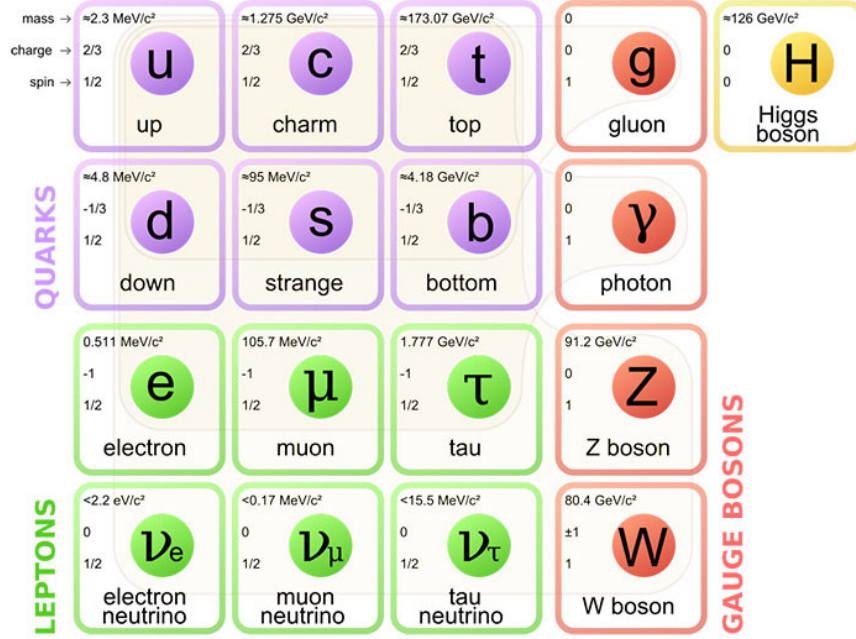 mass →
charge →
spin →
≈2.3 MeV/c²
2/3
1/2
u
up
≈1.275 GeV/c²
2/3
1/2
c
charm
≈173.07 GeV/c²
2/3
1/2
t
top
0
0
1
g
gluon
≈126 GeV/c²
0
0
H
Higgs
boson
QUARKS
≈4.8 MeV/c²
-1/3
1/2
d
down
≈95 MeV/c²
-1/3
1/2
s
strange
≈4.18 GeV/c²
-1/3
1/2
b
bottom
0
0
1
γ
photon
0.511 MeV/c²
-1
1/2
e
electron
105.7 MeV/c²
-1
1/2
μ
muon
1.777 GeV/c²
-1
1/2
τ
tau
91.2 GeV/c²
0
1
Z
Z boson
LEPTONS
<2.2 eV/c²
0
1/2
νe
electron
neutrino
<0.17 MeV/c²
0
1/2
νμ
muon
neutrino
<15.5 MeV/c²
0
1/2
ντ
tau
neutrino
80.4 GeV/c²
±1
1
W
W boson
GAUGE BOSONS